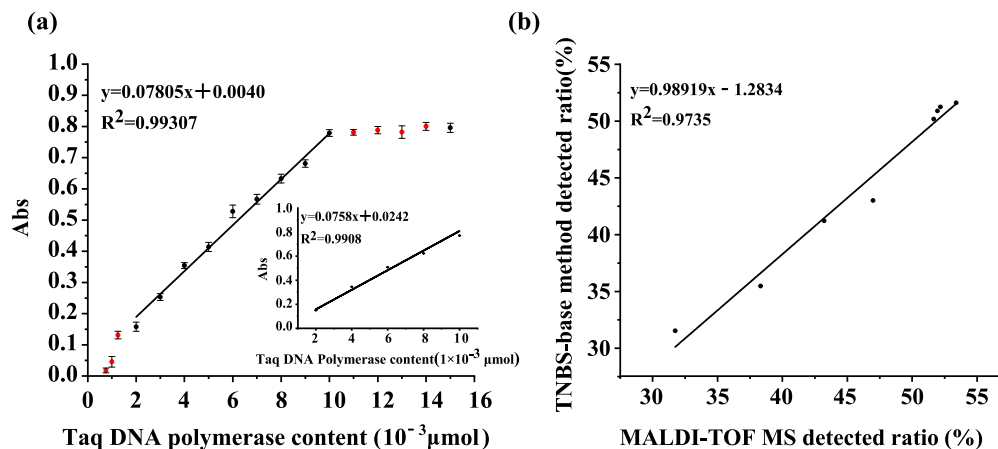 (a)
Abs
1.0
0.9
0.8
0.7
0.6
0.5
0.4
0.3
0.2
0.1
0.0
y=0.07805x+0.0040
R²=0.99307
0 2 4 6 8 10 12 14 16
Taq DNA polymerase content (10⁻³μmol)
Abs
1.0
0.8
0.6
0.4
0.2
0.0
y=0.0758x+0.0242
R²=0.9908
2 4 6 8 10
Taq DNA Polymerase content(1×10⁻³ μmol)
(b)
TNBS-base method detected ratio(%)
55
50
45
40
35
30
y=0.98919x - 1.2834
R²=0.9735
30 35 40 45 50 55
MALDI-TOF MS detected ratio (%)